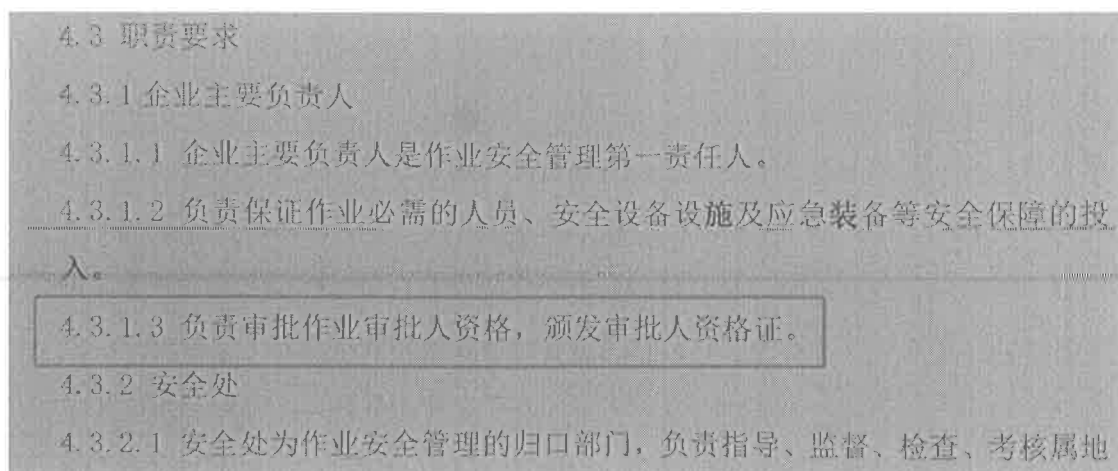 4.3 职责要求
4.3.1 企业主要负责人
4.3.1.1 企业主要负责人是作业安全管理第一责任人。
4.3.1.2 负责保证作业必需的人员、安全设备设施及应急装备等安全保障的投
入。
4.3.1.3 负责审批作业审批人资格，颁发审批人资格证。
4.3.2 安全处
4.3.2.1 安全处为作业安全管理的归口部门，负责指导、监督、检查、考核属地